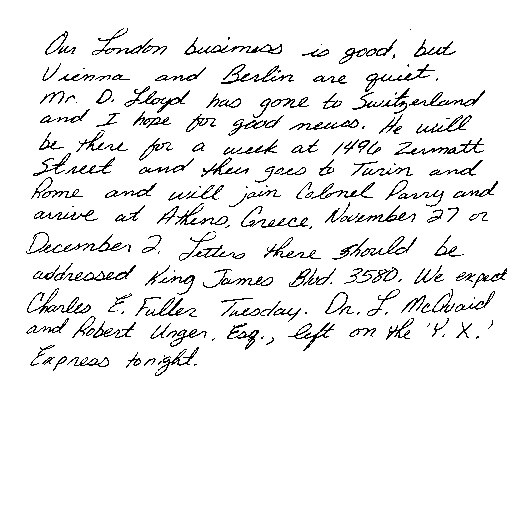 Our London business is good, but
Vienna and Berlin are quiet.
Mr. D. Lloyd has gone to Switzerland
and I hope for good news. He will
be there for a week at 1496 Zermatt
Street and then goes to Turin and
Rome and will join Colonel Parry and
arrive at Athens, Greece, November 27 or
December 2. Letters there should be
addressed King James Blvd. 3580. We expect
Charles E. Fuller Tuesday. Dr. L. McQuaid
and Robert Unger, Esq., left on the 'Y. X.'
Express tonight.